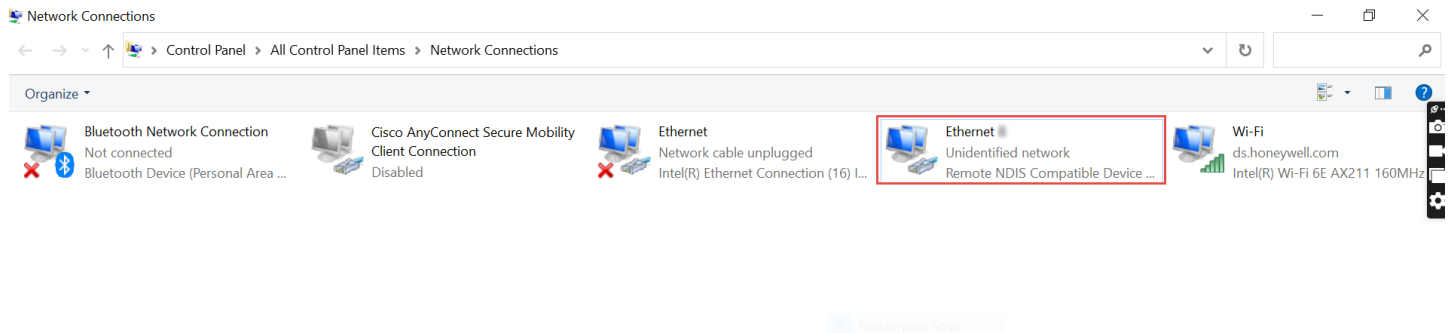 Network Connections
Control Panel > All Control Panel Items > Network Connections
Organize
Bluetooth Network Connection
Not connected
Bluetooth Device (Personal Area ...
Cisco AnyConnect Secure Mobility
Client Connection
Disabled
Ethernet
Network cable unplugged
Intel(R) Ethernet Connection (16) I...
Ethernet
Unidentified network
Remote NDIS Compatible Device ...
Wi-Fi
ds.honeywell.com
Intel(R) Wi-Fi 6E AX211 160MHz
Rectangular Snip